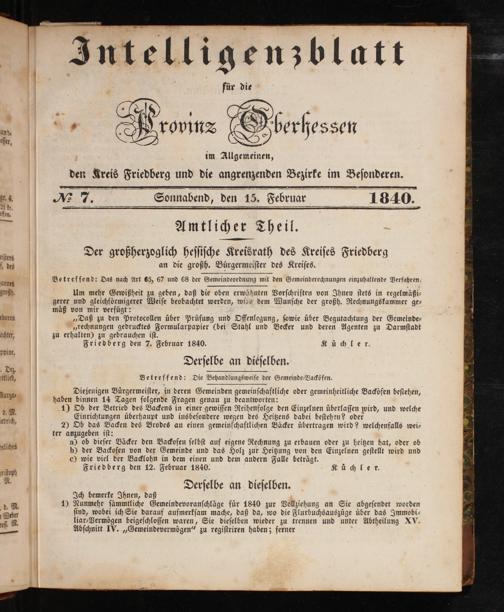 Intelligenzblatt
für die
Provinz Oberhessen
im Allgemeinen,
den Kreis Friedberg und die angrenzenden Bezirke im Besonderen.
№ 7. Sonnabend, den 15. Februar 1840.
Amtlicher Theil.
Der großherzoglich hessische Kreisrath des Kreises Friedberg
an die großh. Bürgermeister des Kreises.
Betreffend: Das nach Art 65, 67 und 68 der Gemeindeordnung mit den Gemeinderechnungen einzuhaltende Verfahren.
Um mehr Gewißheit zu geben, daß die oben erwähnten Vorschriften von Ihnen stets in regelmäßi-
gerer und gleichförmigerer Weise beobachtet werden, wird dem Wunsche der großh. Rechnungskammer ge-
mäß von mir verfügt:
„Daß zu den Protocollen über Prüfung und Offenlegung, sowie über Begutachtung der Gemeinde-
„rechnungen gedrucktes Formularpapier (bei Stahl und Becker und deren Agenten zu Darmstadt
zu erhalten) zu gebrauchen ist.
Friedberg den 7. Februar 1840. Küchler.
Derselbe an dieselben.
Betreffend: Die Behandlungsweise der Gemeinde-Backöfen.
Diejenigen Bürgermeister, in deren Gemeinden gemeinschaftliche oder gemeinheitliche Backöfen bestehen,
haben binnen 14 Tagen folgende Fragen genau zu beantworten:
1) Ob der Betrieb des Backens in einer gewissen Reihenfolge den Einzelnen überlassen wird, und welche
Einrichtungen überhaupt und insbesondere wegen des Heitzens dabei bestehen? oder
2) Ob das Backen des Brodes an einen gemeinschaftlichen Bäcker übertragen wird? welchenfalls wei-
ter anzugeben ist:
a) ob dieser Bäcker den Backofen selbst auf eigene Rechnung zu erbauen oder zu heitzen hat, oder ob
b) der Backofen von der Gemeinde und das Holz zur Heitzung von den Einzelnen gestellt wird und
c) wie viel der Backlohn in dem einen und dem andern Falle beträgt.
Friedberg den 12. Februar 1840. Küchler.
Derselbe an dieselben.
Ich bemerke Ihnen, daß
1) Nunmehr sämmtliche Gemeindevoranschläge für 1840 zur Vollziehung an Sie abgesendet worden
sind, wobei ich Sie darauf aufmerksam mache, daß da, wo die Flurbuchsauszüge über das Immobi-
liar-Vermögen beigeschlossen waren, Sie dieselben wieder zu trennen und unter Abtheilung XV.
Abschnitt IV. „Gemeindevermögen" zu registriren haben; ferner